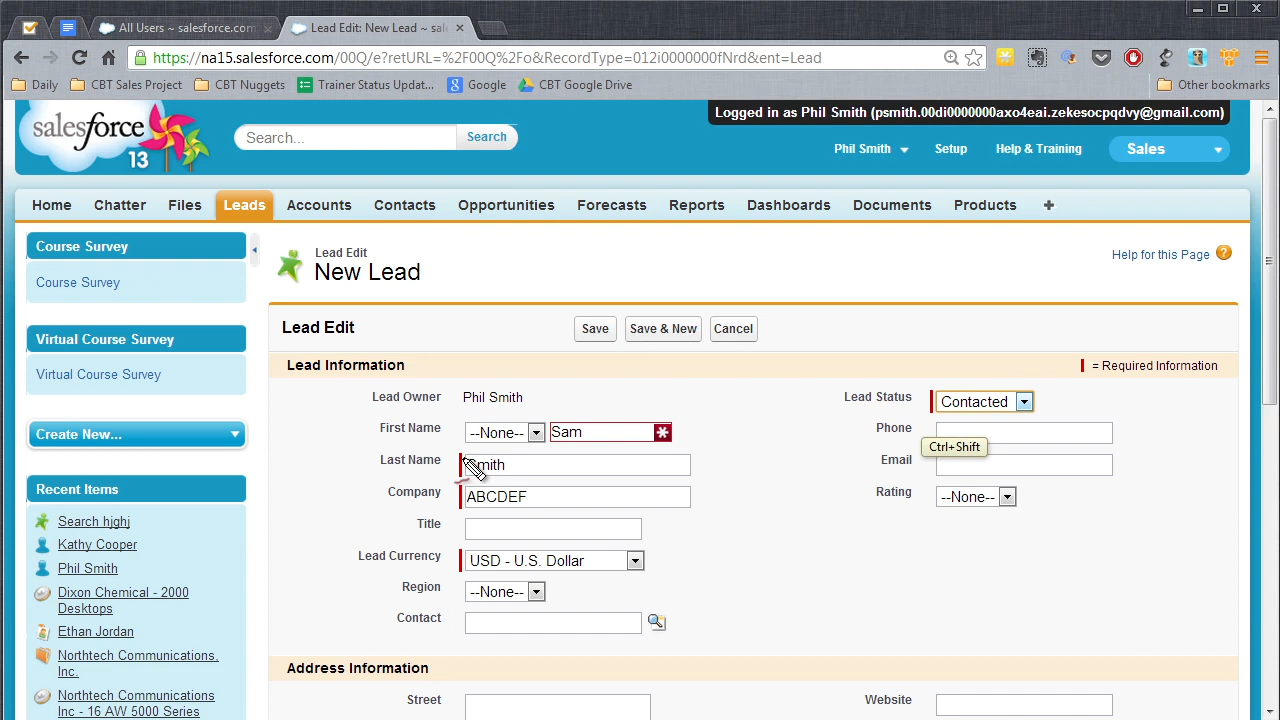 All Users ~ salesforce.com
Lead Edit: New Lead ~ sal
https://na15.salesforce.com/00Q/e?retURL=%2F00Q%2Fo&RecordType=012i0000000fNrd&ent=Lead
Daily
CBT Sales Project
CBT Nuggets
Trainer Status Updat...
Google
CBT Google Drive
Other bookmarks
salesforce
13
Search...
Search
Logged in as Phil Smith (psmith.00di0000000axo4eai.zekesocpqdvy@gmail.com)
Phil Smith
Setup
Help & Training
Sales
Home
Chatter
Files
Leads
Accounts
Contacts
Opportunities
Forecasts
Reports
Dashboards
Documents
Products
+
Course Survey
Course Survey
Virtual Course Survey
Virtual Course Survey
Create New...
Recent Items
Search hjghj
Kathy Cooper
Phil Smith
Dixon Chemical - 2000
Desktops
Ethan Jordan
Northtech Communications,
Inc.
Northtech Communications
Inc - 16 AW 5000 Series
Lead Edit
New Lead
Help for this Page ?
Lead Edit
Save
Save & New
Cancel
Lead Information
= Required Information
Lead Owner
Phil Smith
First Name
--None--
Sam
Last Name
Smith
Company
ABCDEF
Title
Lead Currency
USD - U.S. Dollar
Region
--None--
Contact
Lead Status
Contacted
Phone
Ctrl+Shift
Email
Rating
--None--
Address Information
Street
Website